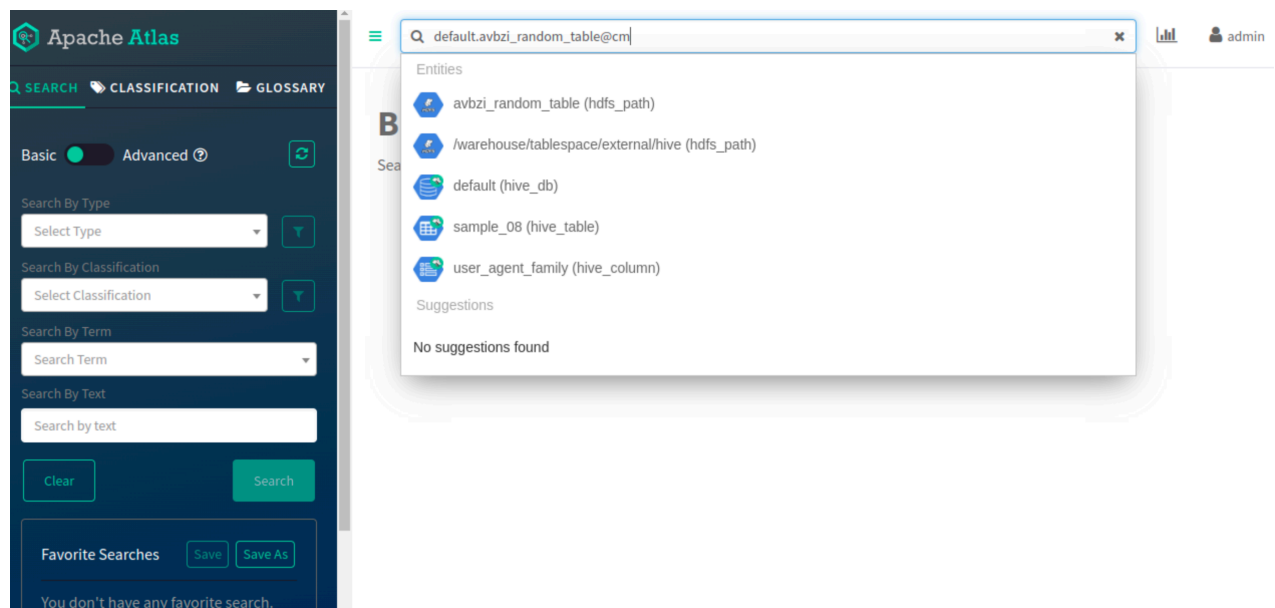 Apache Atlas
SEARCH CLASSIFICATION GLOSSARY
Basic Advanced
Search By Type
Select Type
Search By Classification
Select Classification
Search By Term
Search Term
Search By Text
Search by text
Clear Search
Favorite Searches Save Save As
You don't have any favorite search.
default.avbzi_random_table@cm
admin
B
Sea
Entities
avbzi_random_table (hdfs_path)
/warehouse/tablespace/external/hive (hdfs_path)
default (hive_db)
sample_08 (hive_table)
user_agent_family (hive_column)
Suggestions
No suggestions found